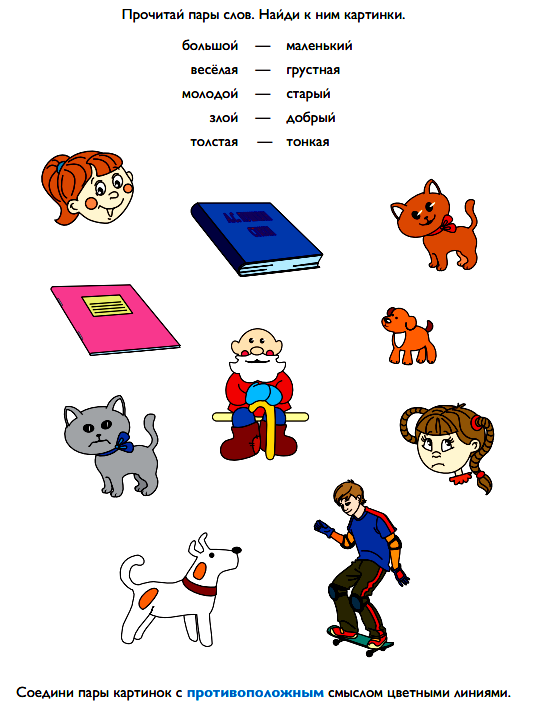 Прочитай пары слов. Найди к ним картинки.
большой — маленький
весёлая — грустная
молодой — старый
злой — добрый
толстая — тонкая
Соедини пары картинок с противоположным смыслом цветными линиями.